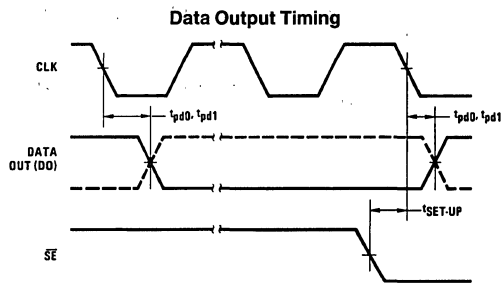 Data Output Timing
CLK
tpd0, tpd1
tpd0, tpd1
DATA
OUT (DO)
tSET-UP
SE